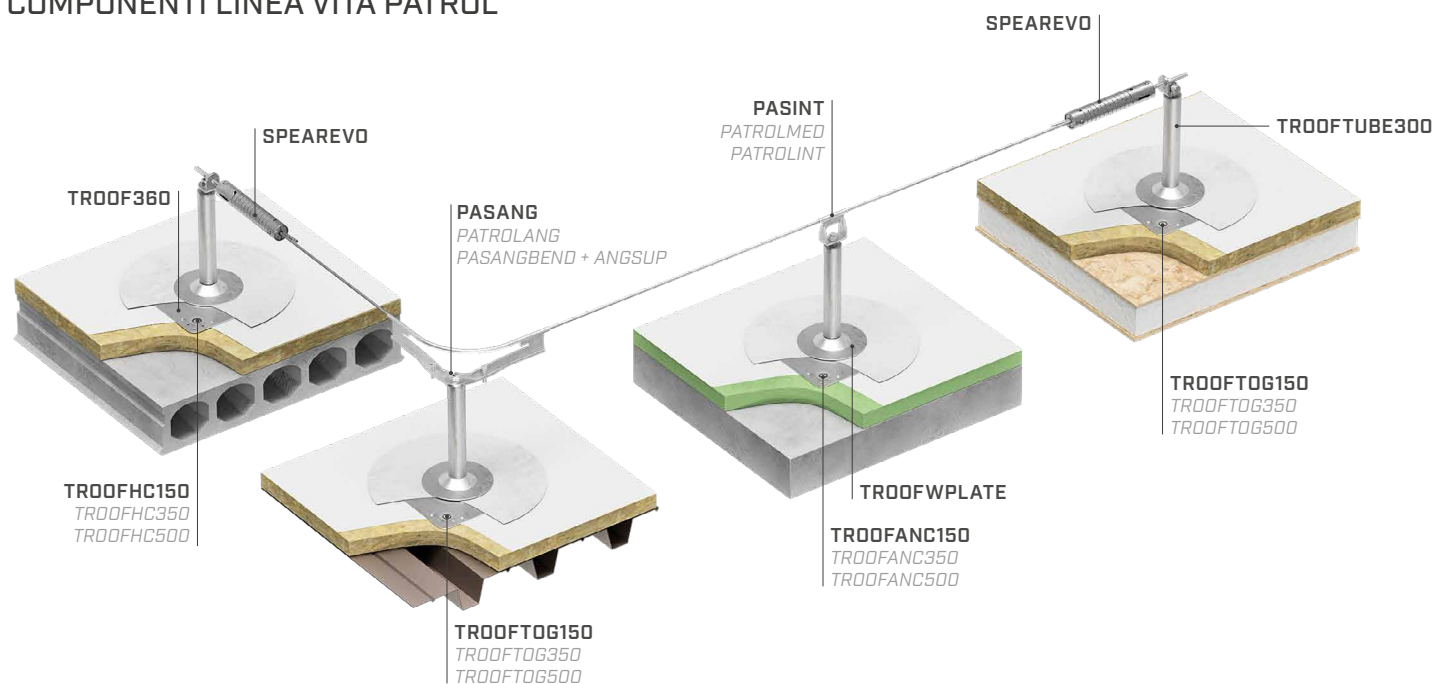 COMPONENTI LINEA VITA PATROL
SPEAREVO
PASINT
PATROLMED
PATROLINT
TROOFTUBE300
SPEAREVO
TROOF360
PASANG
PATROLANG
PASANGBEND + ANGSUP
TROOFTOG150
TROOFTOG350
TROOFTOG500
TROOFHC150
TROOFHC350
TROOFHC500
TROOFWPLATE
TROOFANC150
TROOFANC350
TROOFANC500
TROOFTOG150
TROOFTOG350
TROOFTOG500